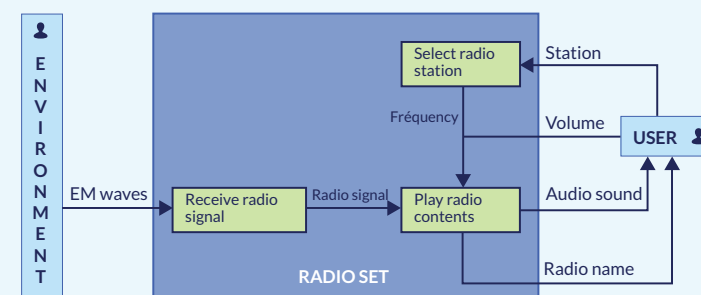 ENVIRONMENT
Select radio
station
Station
Fréquency
Volume
USER
EM waves
Receive radio
signal
Radio signal
Play radio
contents
Audio sound
Radio name
RADIO SET